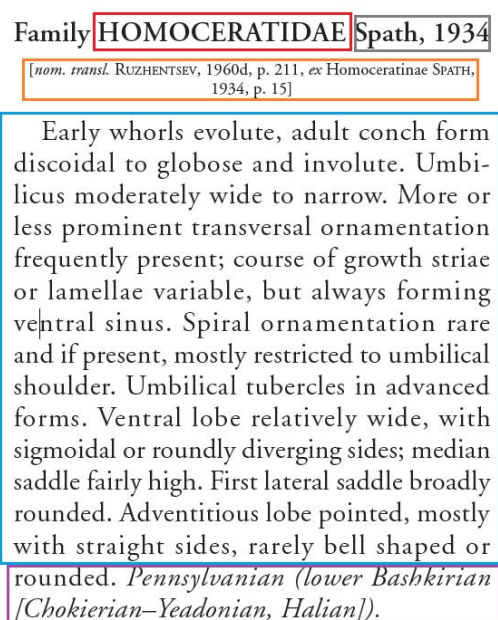 Family HOMOCERATIDAE Spath, 1934
[nom. transl. RUZHENTSEV, 1960d, p. 211, ex Homoceratinae SPATH,
1934, p. 15]
Early whorls evolute, adult conch form
discoidal to globose and involute. Umbi-
licus moderately wide to narrow. More or
less prominent transversal ornamentation
frequently present; course of growth striae
or lamellae variable, but always forming
ventral sinus. Spiral ornamentation rare
and if present, mostly restricted to umbilical
shoulder. Umbilical tubercles in advanced
forms. Ventral lobe relatively wide, with
sigmoidal or roundly diverging sides; median
saddle fairly high. First lateral saddle broadly
rounded. Adventitious lobe pointed, mostly
with straight sides, rarely bell shaped or
rounded. Pennsylvanian (lower Bashkirian
[Chokierian–Yeadonian, Halian]).